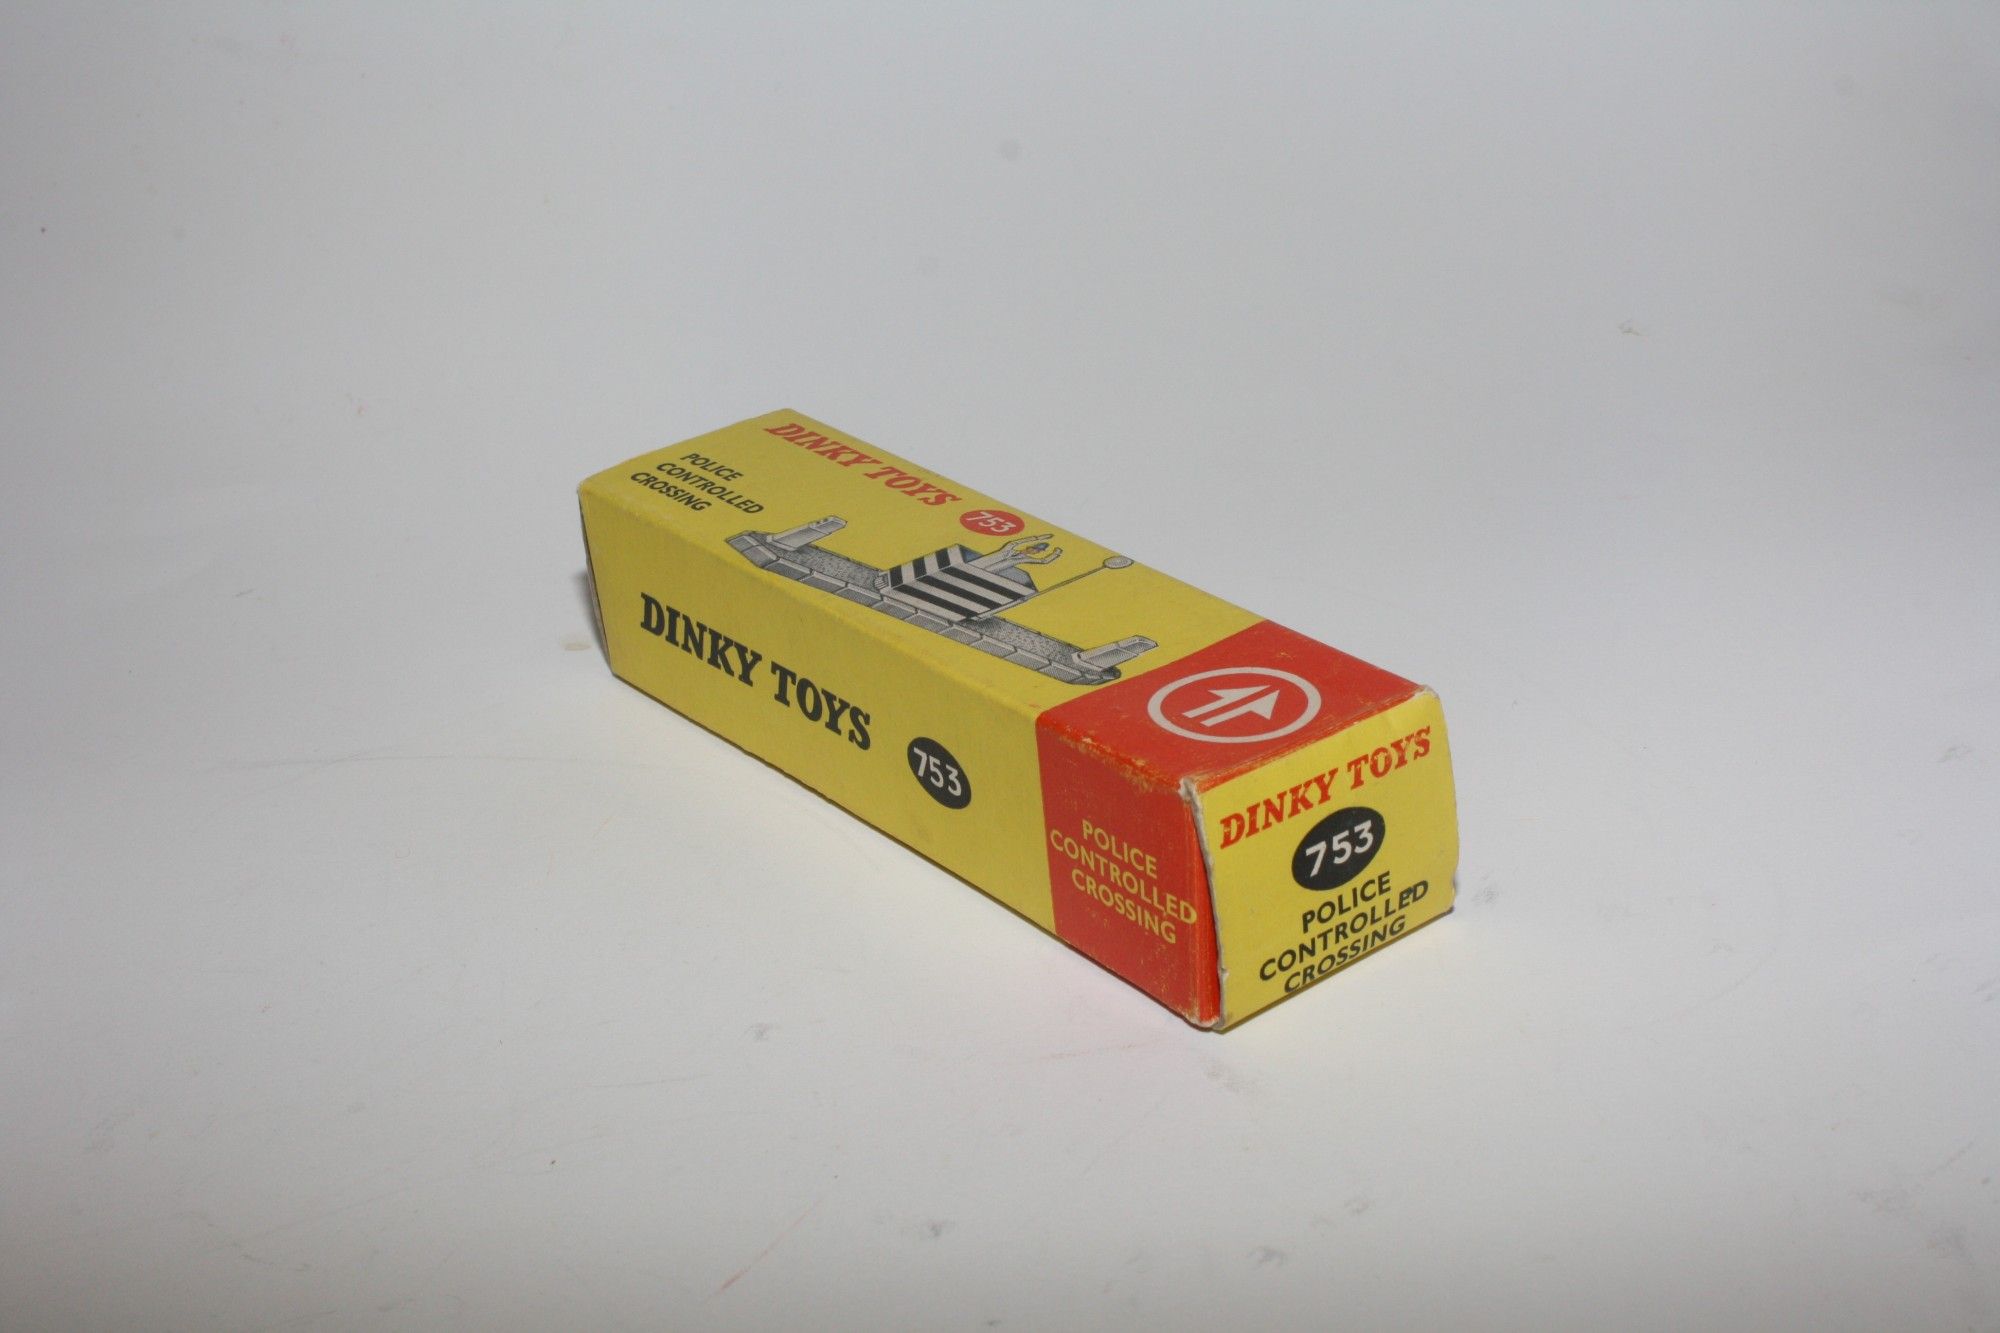 DINKY TOYS 753
POLICE
CONTROLLED
CROSSING
DINKY TOYS 753
POLICE
CONTROLLED
CROSSING
DINKY TOYS
753
POLICE
CONTROLLED
CROSSING